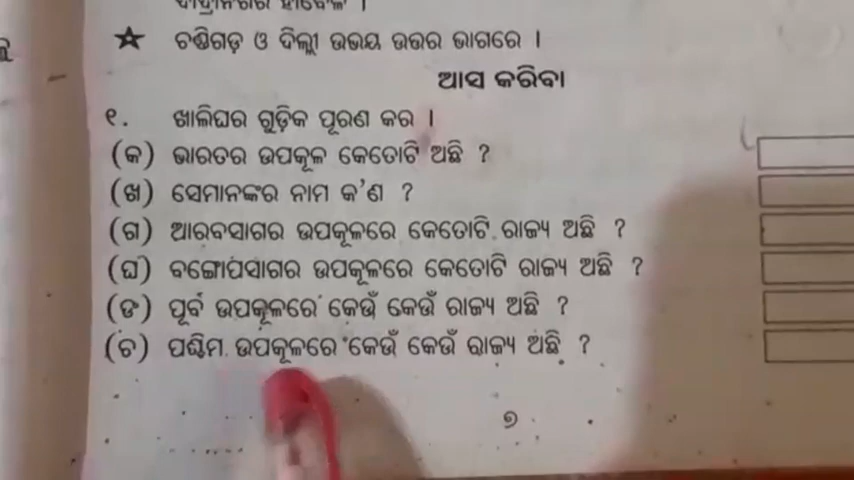 ଦାଦ୍ରାନଗର ହାବେଳି ।
★ ଚଣ୍ଡିଗଡ଼ ଓ ଦିଲ୍ଲୀ ଉଭୟ ଉତ୍ତର ଭାଗରେ ।
ଆସ କରିବା
୧. ଖାଲିଘର ଗୁଡ଼ିକ ପୂରଣ କର ।
(କ) ଭାରତର ଉପକୂଳ କେତୋଟି ଅଛି ?
(ଖ) ସେମାନଙ୍କର ନାମ କ'ଣ ?
(ଗ) ଆରବସାଗର ଉପକୂଳରେ କେତୋଟି ରାଜ୍ୟ ଅଛି ?
(ଘ) ବଙ୍ଗୋପସାଗର ଉପକୂଳରେ କେତୋଟି ରାଜ୍ୟ ଅଛି ?
(ଙ) ପୂର୍ବ ଉପକୂଳରେ କେଉଁ କେଉଁ ରାଜ୍ୟ ଅଛି ?
(ଚ) ପଶ୍ଚିମ ଉପକୂଳରେ କେଉଁ କେଉଁ ରାଜ୍ୟ ଅଛି ?
୭